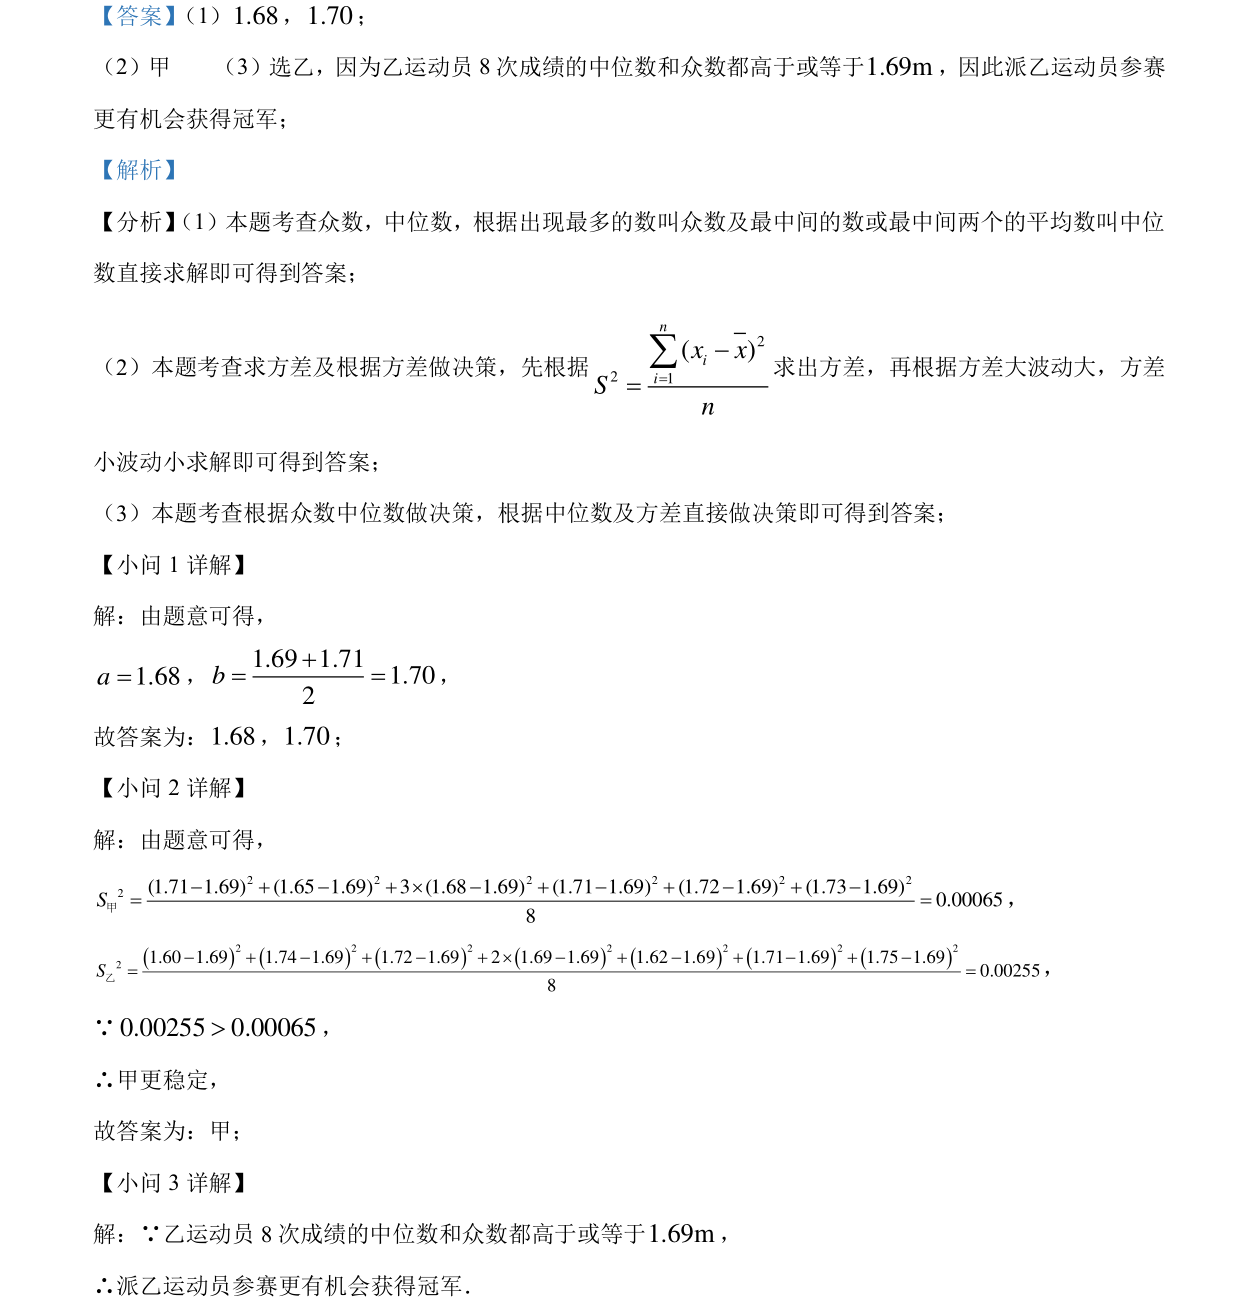 【答案】（1）1.68，1.70；
（2）甲 （3）选乙，因为乙运动员 8 次成绩的中位数和众数都高于或等于1.69m，因此派乙运动员参赛
更有机会获得冠军；
【解析】
【分析】（1）本题考查众数，中位数，根据出现最多的数叫众数及最中间的数或最中间两个的平均数叫中位
数直接求解即可得到答案；
（2）本题考查求方差及根据方差做决策，先根据 $S^2=\frac{\sum_{i=1}^{n}(x_i-\overline{x})^2}{n}$ 求出方差，再根据方差大波动大，方差
小波动小求解即可得到答案；
（3）本题考查根据众数中位数做决策，根据中位数及方差直接做决策即可得到答案；
【小问 1 详解】
解：由题意可得，
$a=1.68$，$b=\frac{1.69+1.71}{2}=1.70$，
故答案为：1.68，1.70；
【小问 2 详解】
解：由题意可得，
$S_{甲}^2=\frac{(1.71-1.69)^2+(1.65-1.69)^2+3\times(1.68-1.69)^2+(1.71-1.69)^2+(1.72-1.69)^2+(1.73-1.69)^2}{8}=0.00065$，
$S_{乙}^2=\frac{(1.60-1.69)^2+(1.74-1.69)^2+(1.72-1.69)^2+2\times(1.69-1.69)^2+(1.62-1.69)^2+(1.71-1.69)^2+(1.75-1.69)^2}{8}=0.00255$，
∵0.00255＞0.00065，
∴甲更稳定，
故答案为：甲；
【小问 3 详解】
解：∵乙运动员 8 次成绩的中位数和众数都高于或等于1.69m，
∴派乙运动员参赛更有机会获得冠军．